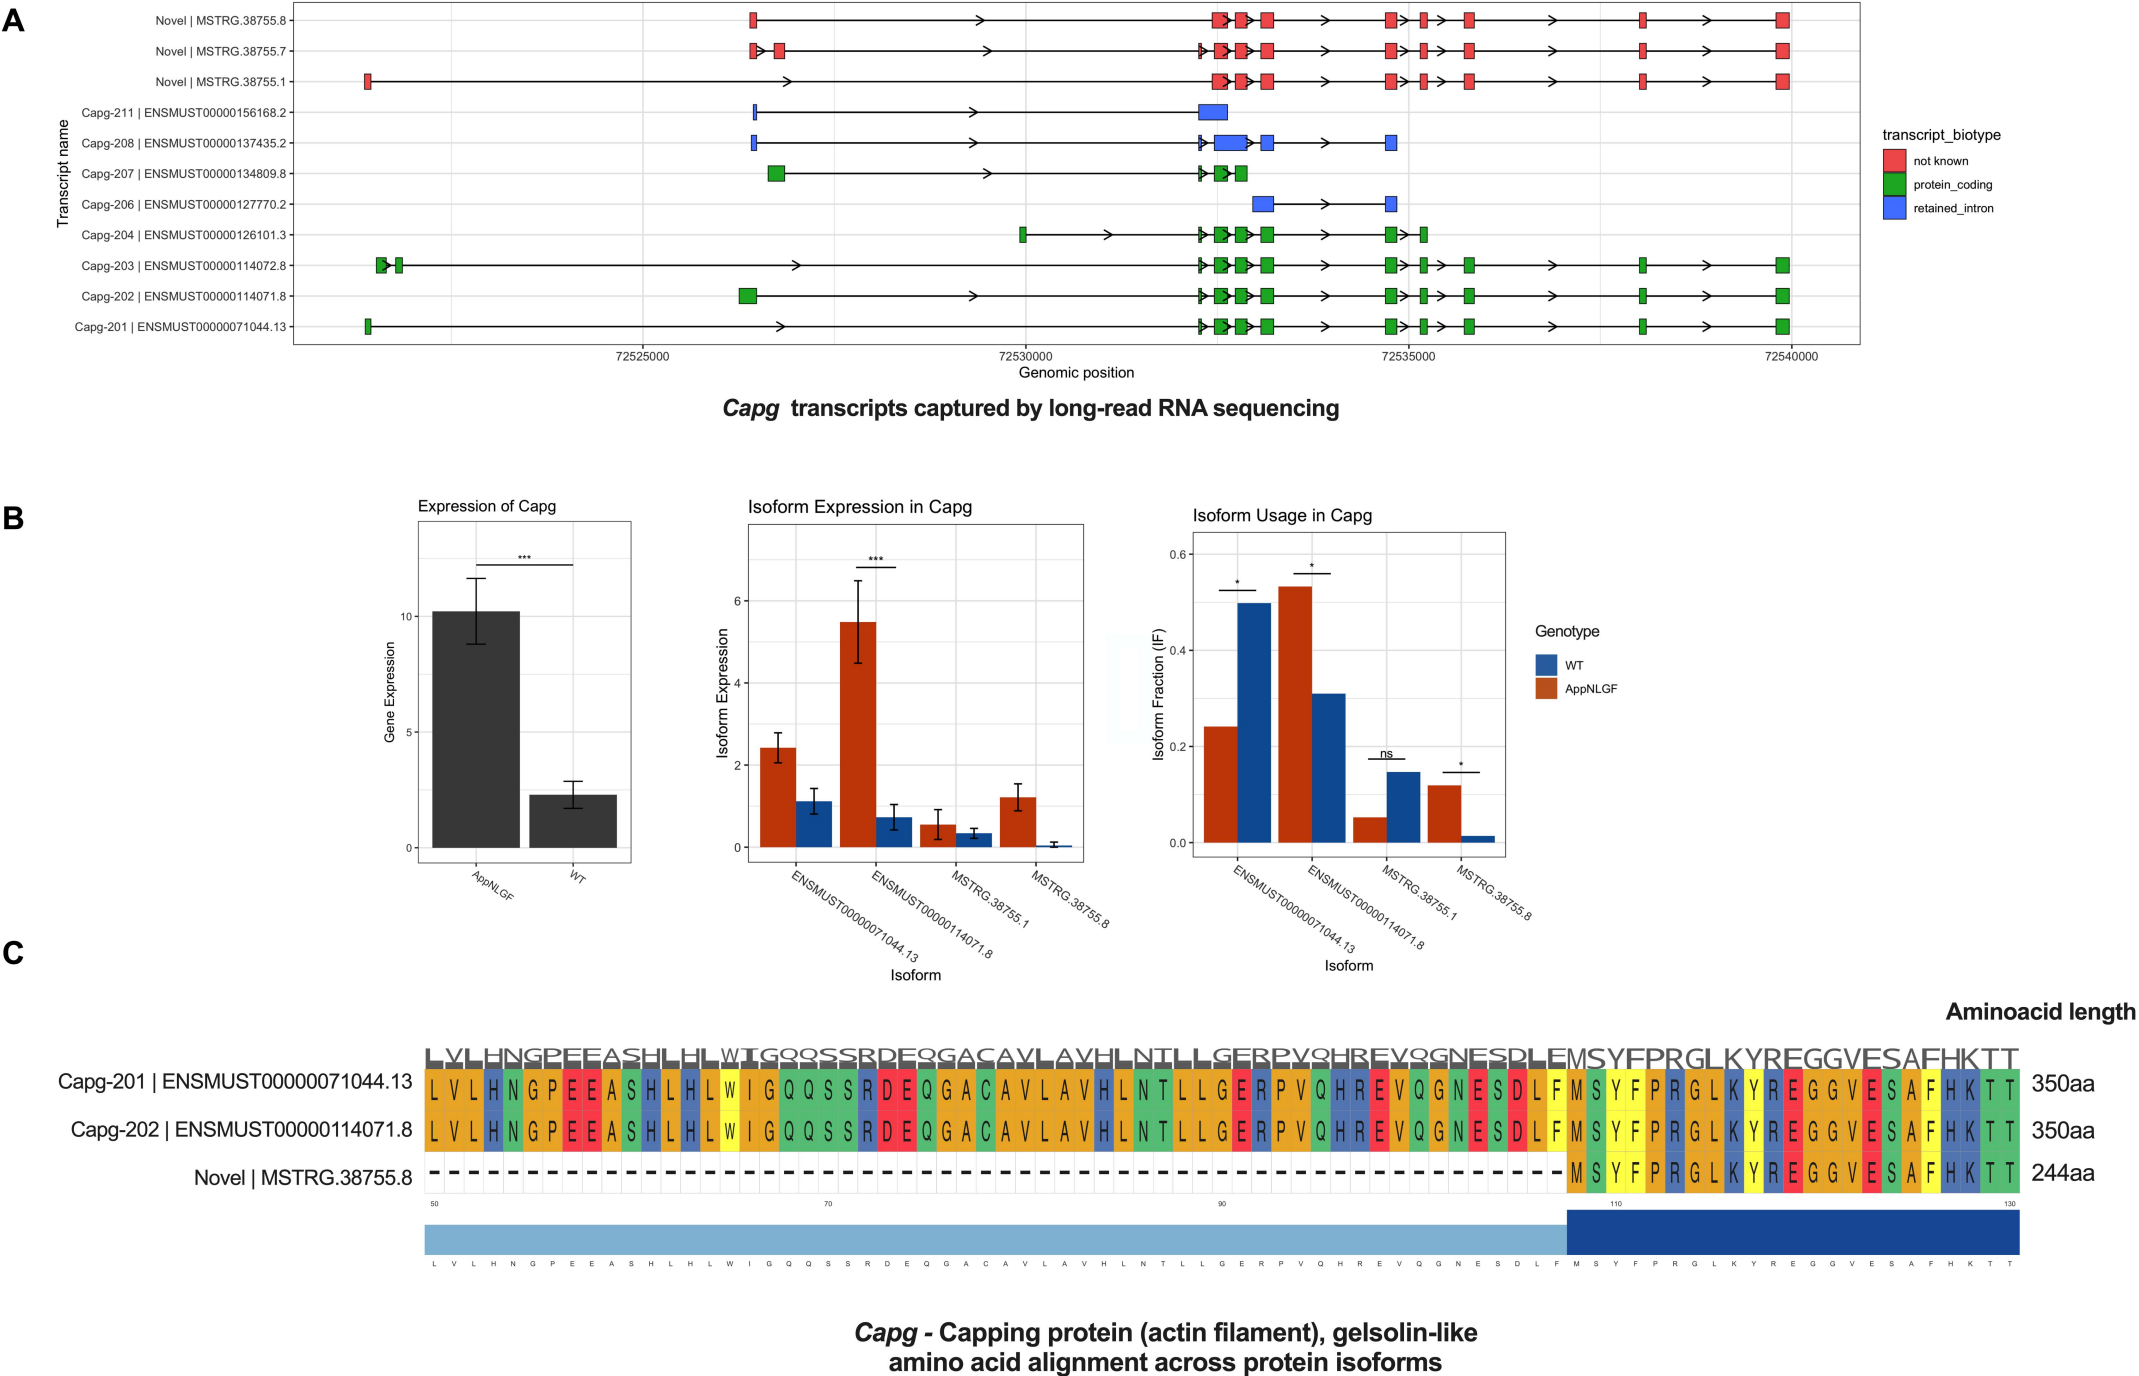 A
Novel | MSTRG.38755.8
Novel | MSTRG.38755.7
Novel | MSTRG.38755.1
Capg-211 | ENSMUST00000156168.2
Capg-208 | ENSMUST00000137435.2
Capg-207 | ENSMUST00000134809.8
Capg-206 | ENSMUST00000127770.2
Capg-204 | ENSMUST00000126101.3
Capg-203 | ENSMUST00000114072.8
Capg-202 | ENSMUST00000114071.8
Capg-201 | ENSMUST00000071044.13
Transcript name
72525000 72530000 72535000 72540000
Genomic position
transcript_biotype
not known
protein_coding
retained_intron
Capg transcripts captured by long-read RNA sequencing
B
Expression of Capg
***
10
5
0
Gene Expression
AppNLGF WT
Isoform Expression in Capg
***
6
4
2
0
Isoform Expression
ENSMUST00000071044.13
ENSMUST00000114071.8
MSTRG.38755.1
MSTRG.38755.8
Isoform
Isoform Usage in Capg
0.6
0.4
0.2
0.0
* * ns *
Isoform Fraction (IF)
ENSMUST00000071044.13
ENSMUST00000114071.8
MSTRG.38755.1
MSTRG.38755.8
Isoform
Genotype
WT
AppNLGF
C
Aminoacid length
LVLHNGPEEASHLHLWIGQQSSRDEQGACAVLAVHLNTLLGERPVQHREVQGNESDLFMSYFPRGLKYREGGVESAFHKTT
Capg-201 | ENSMUST00000071044.13 LVLHNGPEEASHLHLWIGQQSSRDEQGACAVLAVHLNTLLGERPVQHREVQGNESDLFMSYFPRGLKYREGGVESAFHKTT 350aa
Capg-202 | ENSMUST00000114071.8 LVLHNGPEEASHLHLWIGQQSSRDEQGACAVLAVHLNTLLGERPVQHREVQGNESDLFMSYFPRGLKYREGGVESAFHKTT 350aa
Novel | MSTRG.38755.8 ----------------------------------------------------------MSYFPRGLKYREGGVESAFHKTT 244aa
50 70 90 110 130
L V L H N G P E E A S H L H L W I G Q Q S S R D E Q G A C A V L A V H L N T L L G E R P V Q H R E V Q G N E S D L F M S Y F P R G L K Y R E G G V E S A F H K T T
Capg - Capping protein (actin filament), gelsolin-like
amino acid alignment across protein isoforms